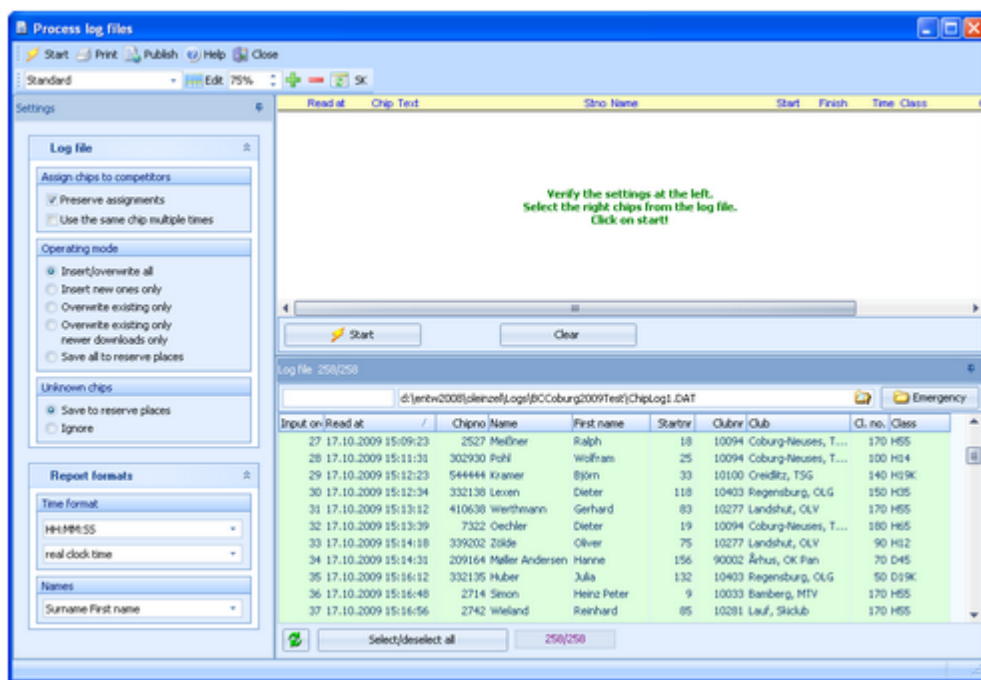 Process log files
Start Print Publish Help Close
Standard Edit 75% SK
Settings
Log file
Assign chips to competitors
Preserve assignments
Use the same chip multiple times
Operating mode
Insert/overwrite all
Insert new ones only
Overwrite existing only
Overwrite existing only
newer downloads only
Save all to reserve places
Unknown chips
Save to reserve places
Ignore
Report formats
Time format
HH:MM:SS
real clock time
Names
Surname First name
Read at Chip Text Stno Name Start Finish Time Class
Verify the settings at the left.
Select the right chips from the log file.
Click on start!
Start Clear
Log file 258/258
d:\entw2008\oleinzel\Logs\BCCoburg2009Test\ChipLog1.DAT Emergency
Input or Read at Chipno Name First name Startnr Clubnr Club Cl. no. Class
27 17.10.2009 15:09:23 2527 Meißner Ralph 18 10094 Coburg-Neuses, T... 170 H55
28 17.10.2009 15:11:31 302930 Pohl Wolfram 25 10094 Coburg-Neuses, T... 100 H14
29 17.10.2009 15:12:23 544444 Kramer Björn 33 10100 Creidlitz, TSG 140 H19K
30 17.10.2009 15:12:34 332138 Lexen Dieter 118 10403 Regensburg, OLG 150 H35
31 17.10.2009 15:13:12 410638 Werthmann Gerhard 83 10277 Landshut, OLV 170 H55
32 17.10.2009 15:13:39 7322 Oechler Dieter 19 10094 Coburg-Neuses, T... 180 H65
33 17.10.2009 15:14:18 339202 Zölde Oliver 75 10277 Landshut, OLV 90 H12
34 17.10.2009 15:14:31 209164 Møller Andersen Hanne 156 90002 Århus, OK Pan 70 D45
35 17.10.2009 15:16:12 332135 Huber Julia 132 10403 Regensburg, OLG 50 D19K
36 17.10.2009 15:16:48 2714 Simon Heinz Peter 9 10033 Bamberg, MTV 170 H55
37 17.10.2009 15:16:56 2742 Wieland Reinhard 85 10281 Lauf, Skiclub 170 H55
Select/deselect all 258/258